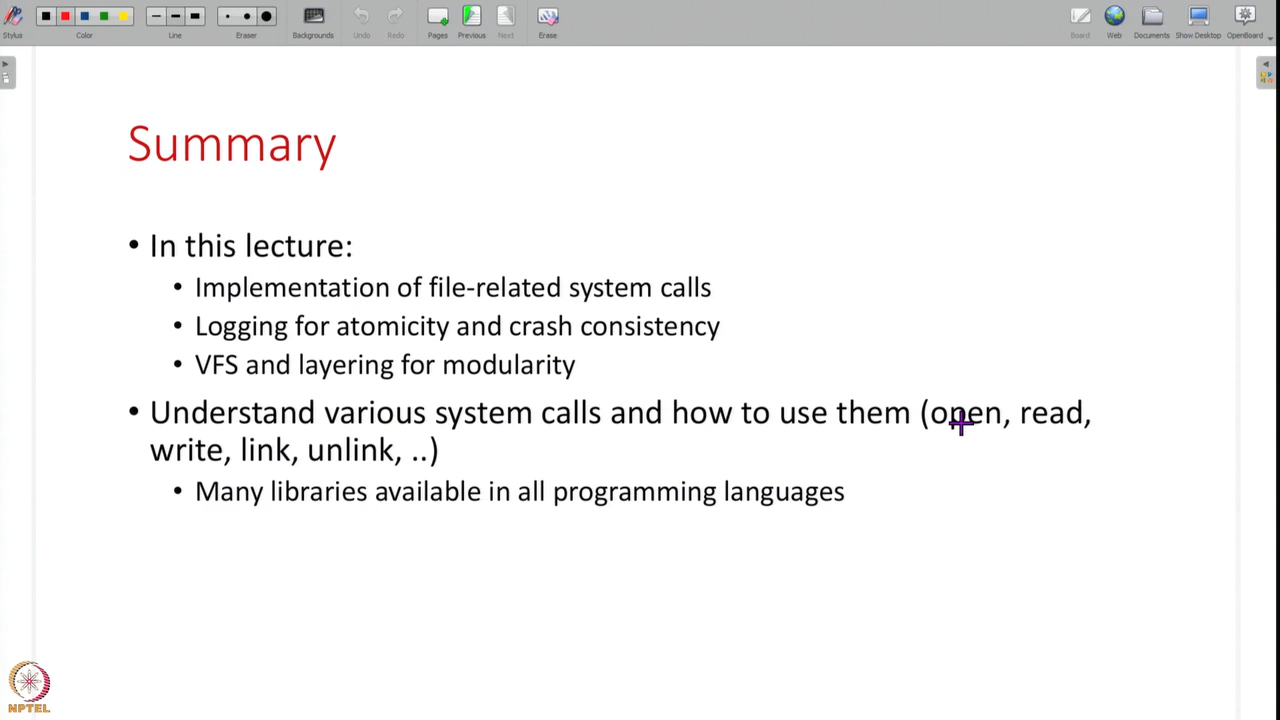 Stylus Color Line Eraser Backgrounds Undo Redo Pages Previous Next Erase Board Web Documents Show Desktop OpenBoard
Summary
• In this lecture:
• Implementation of file-related system calls
• Logging for atomicity and crash consistency
• VFS and layering for modularity
• Understand various system calls and how to use them (open, read,
write, link, unlink, ..)
• Many libraries available in all programming languages
NPTEL